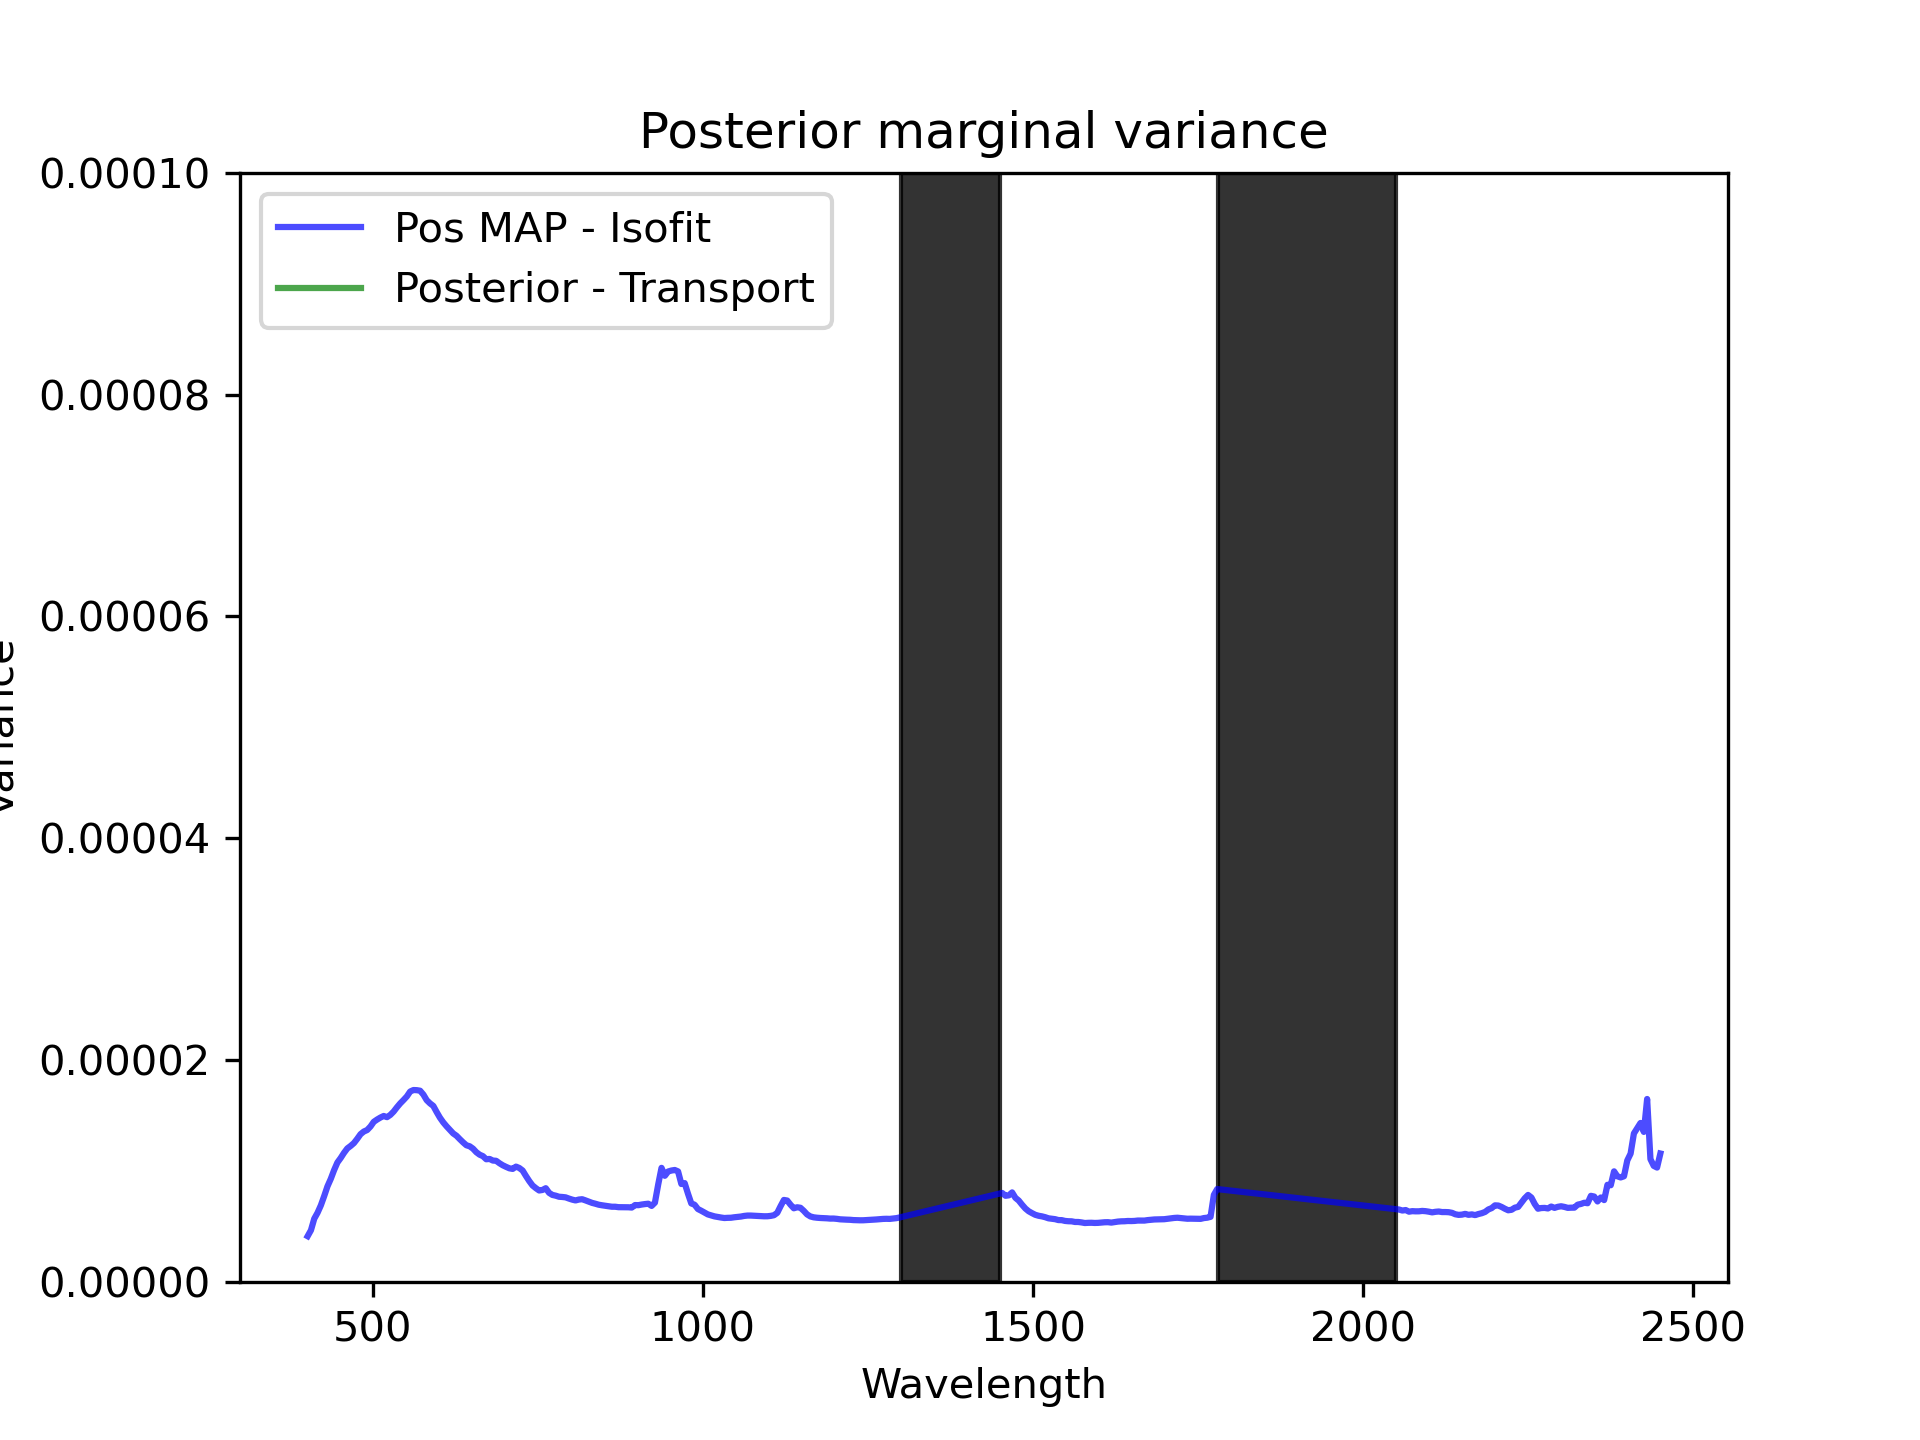 Posterior marginal variance
Pos MAP - Isofit
Posterior - Transport
0.00010
0.00008
0.00006
0.00004
0.00002
0.00000
500 1000 1500 2000 2500
Wavelength